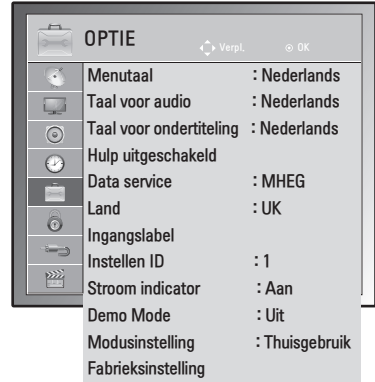 OPTIE
Verpl. OK
Menutaal : Nederlands
Taal voor audio : Nederlands
Taal voor ondertiteling : Nederlands
Hulp uitgeschakeld
Data service : MHEG
Land : UK
Ingangslabel
Instellen ID : 1
Stroom indicator : Aan
Demo Mode : Uit
Modusinstelling : Thuisgebruik
Fabrieksinstelling